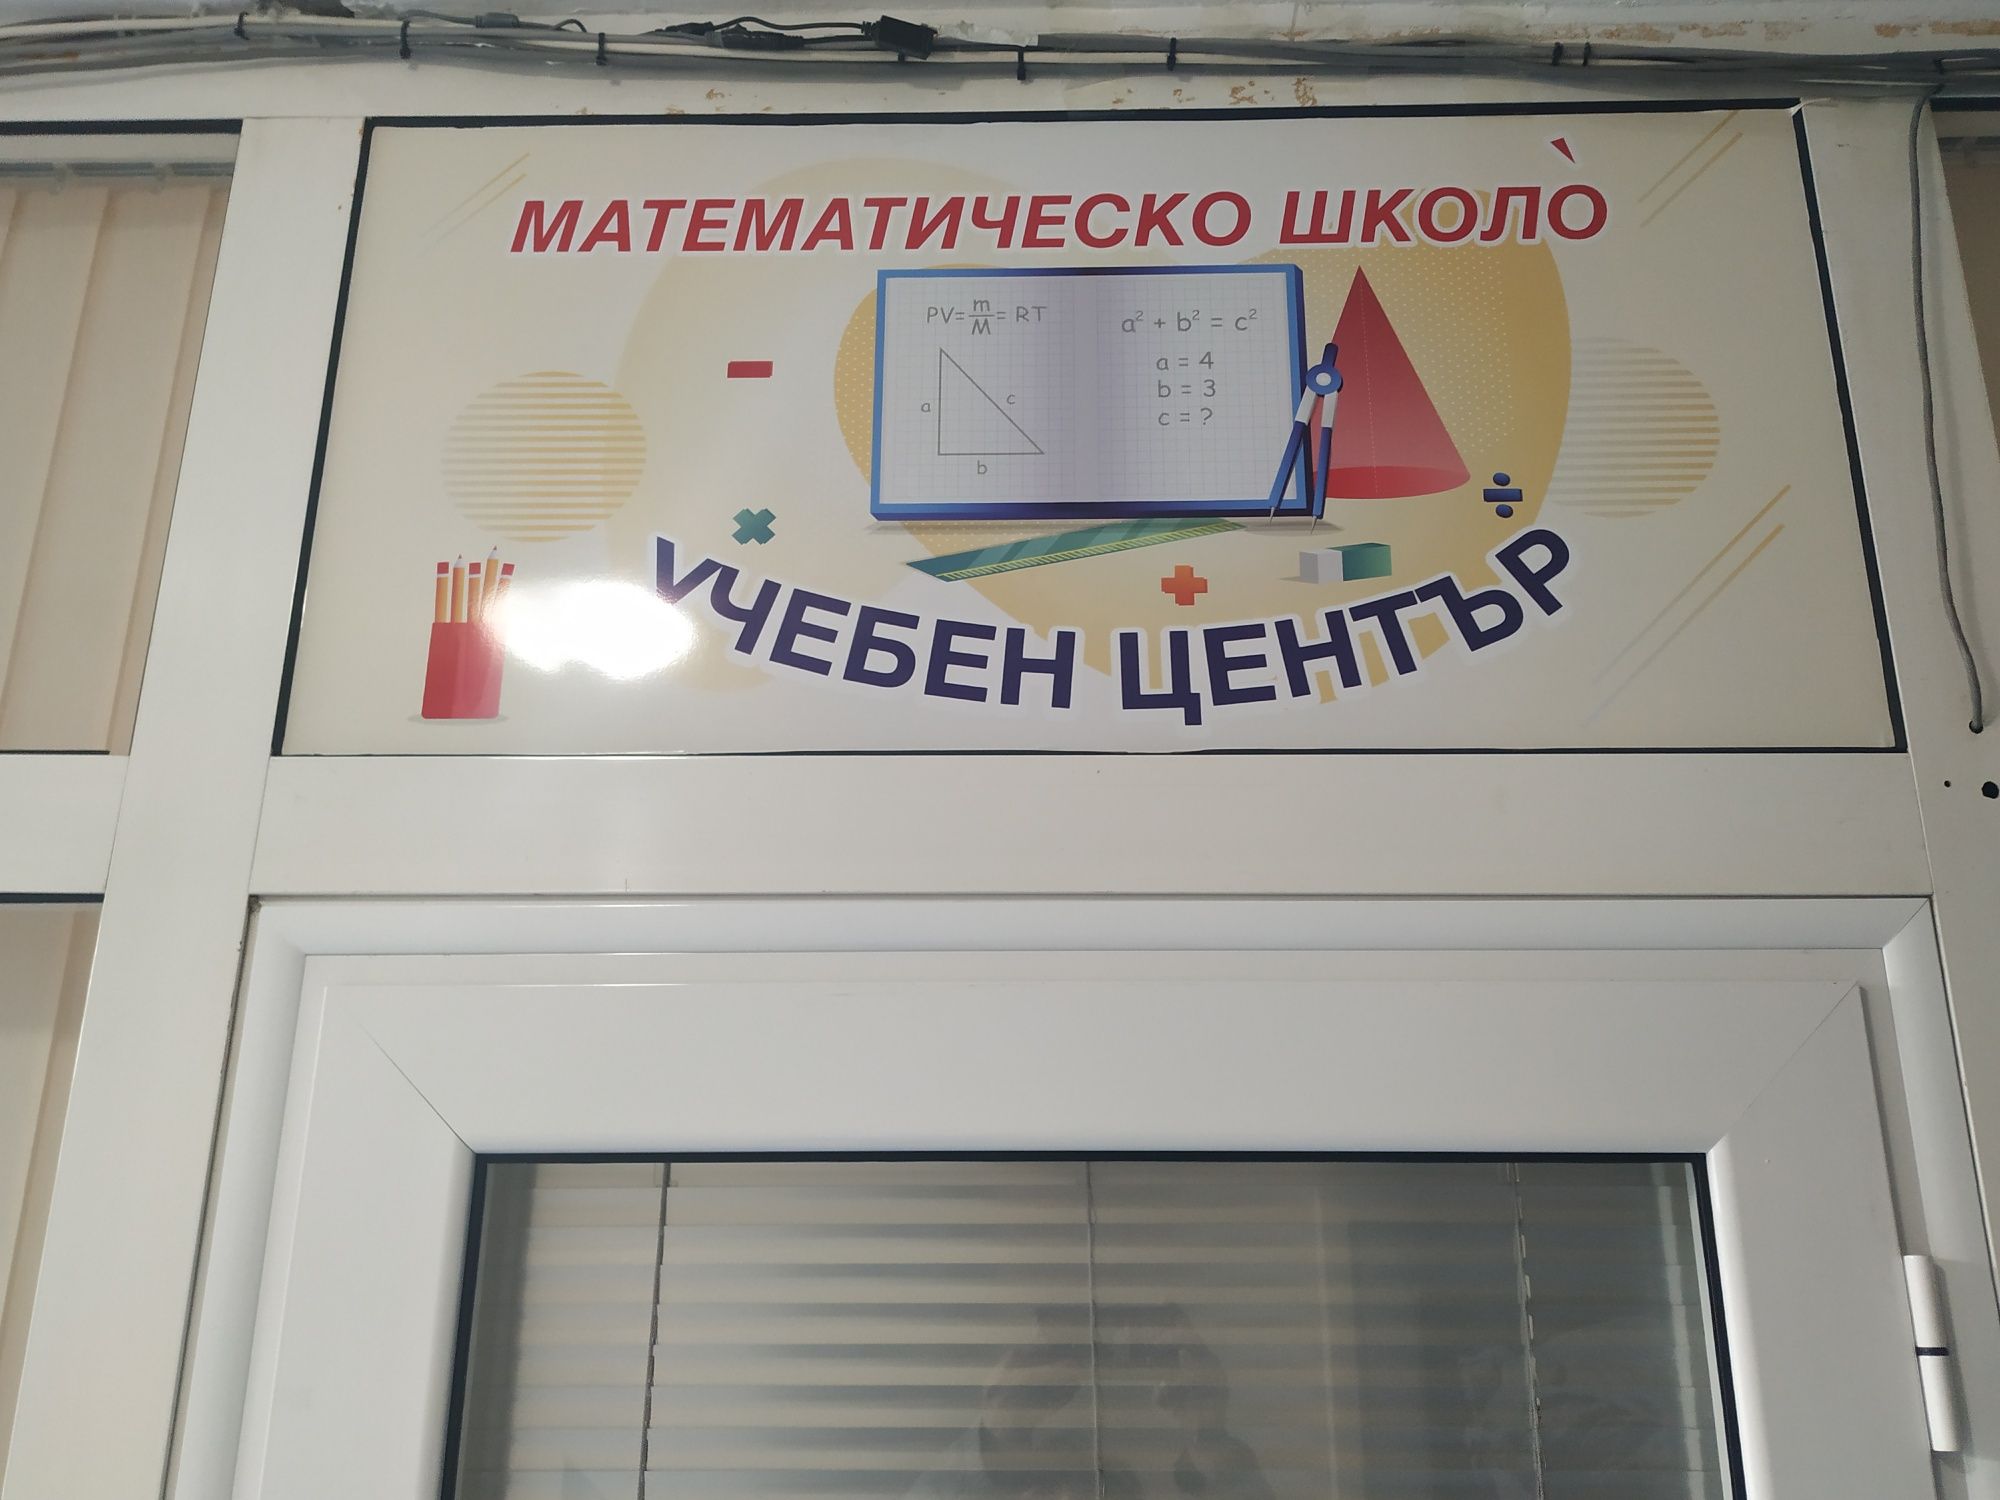 МАТЕМАТИЧЕСКО ШКОЛО̀
PV= m/M = RT
a
c
b
a² + b² = c²
a = 4
b = 3
c = ?
УЧЕБЕН ЦЕНТЪР